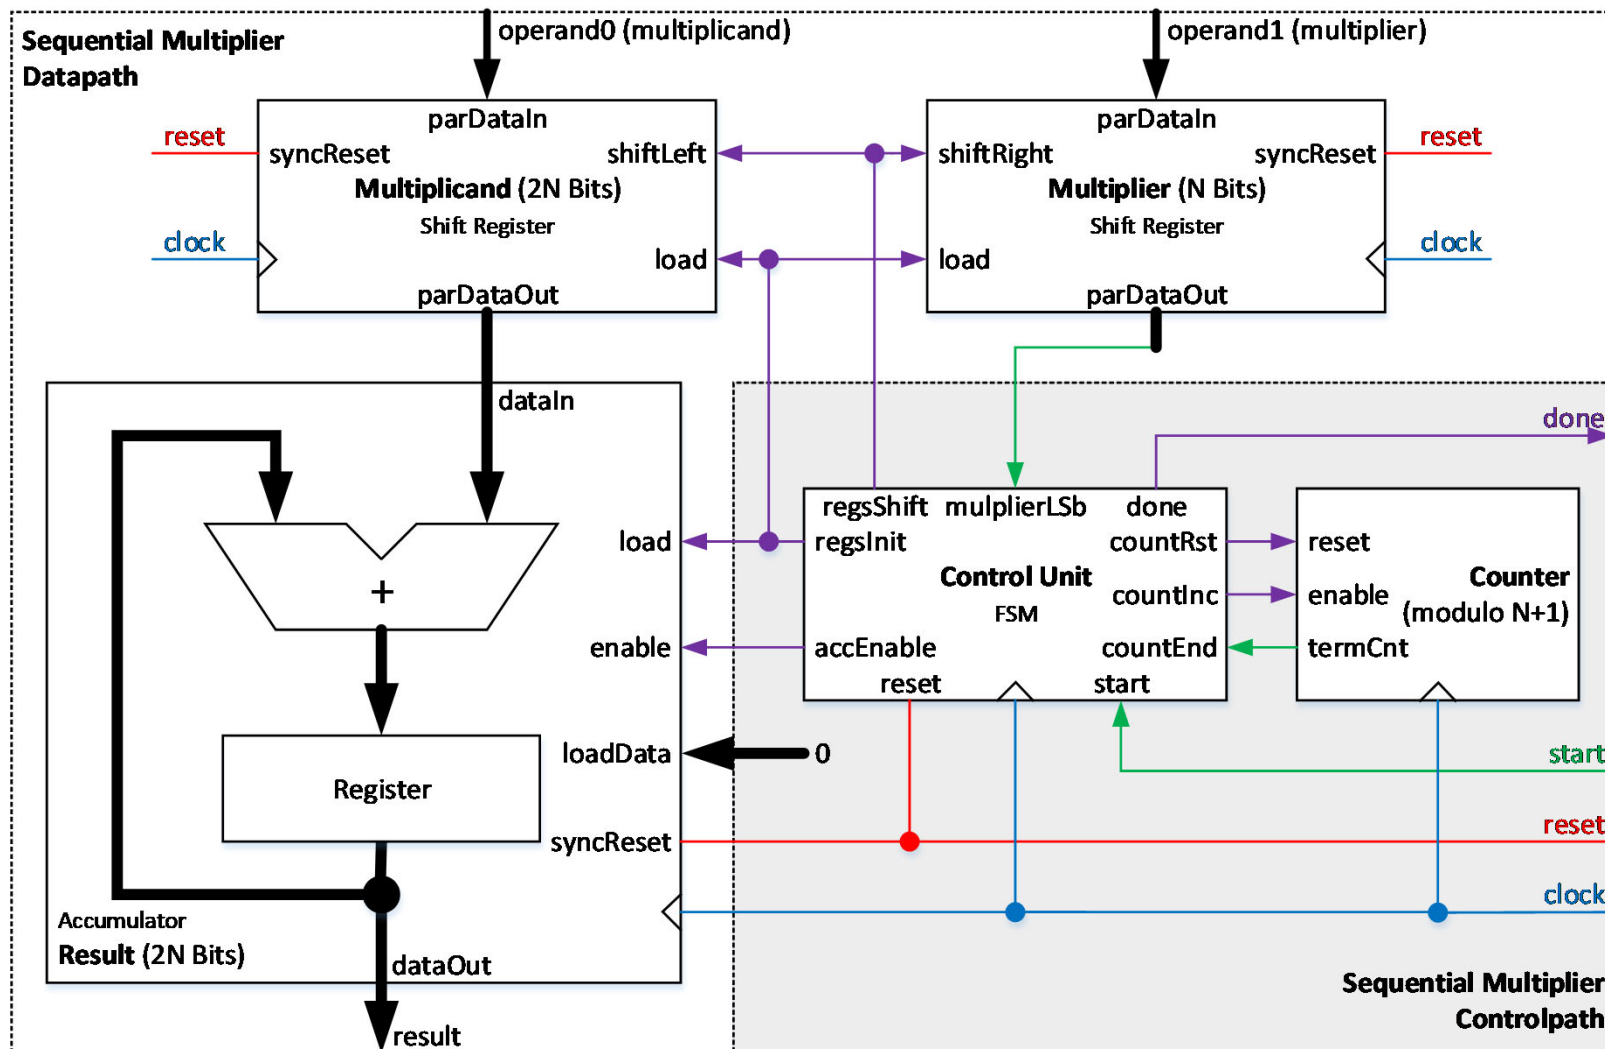 Sequential Multiplier
Datapath
operand0 (multiplicand)
operand1 (multiplier)
parDataIn
reset
syncReset
shiftLeft
Multiplicand (2N Bits)
Shift Register
clock
load
parDataOut
parDataIn
shiftRight
syncReset
reset
Multiplier (N Bits)
Shift Register
load
clock
parDataOut
dataIn
+
Register
load
enable
loadData
0
syncReset
Accumulator
Result (2N Bits)
dataOut
result
done
regsShift
mulplierLSb
done
regsInit
countRst
Control Unit
FSM
countInc
accEnable
countEnd
reset
start
reset
Counter
enable
(modulo N+1)
termCnt
start
reset
clock
Sequential Multiplier
Controlpath